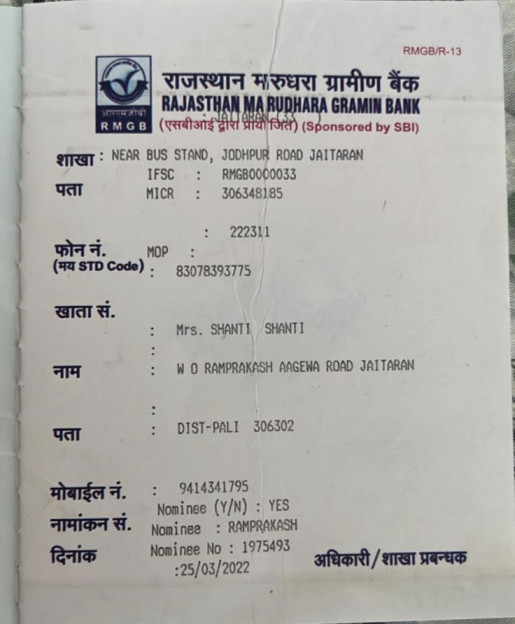 RMGB/R-13
राजस्थान मरुधरा ग्रामीण बैंक
RAJASTHAN MARUDHARA GRAMIN BANK
आरएमजीबी
RMGB
JAITARAN (33 )
(एसबीआई द्वारा प्रायोजित) (Sponsored by SBI)
शाखा : NEAR BUS STAND, JODHPUR ROAD JAITARAN
IFSC : RMGB0000033
पता MICR : 306348185
: 222311
फोन नं. MOP :
(मय STD Code) : 83078393775
खाता सं.
: Mrs. SHANTI SHANTI
:
नाम : W O RAMPRAKASH AAGEWA ROAD JAITARAN
:
पता : DIST-PALI 306302
मोबाईल नं. : 9414341795
Nominee (Y/N) : YES
नामांकन सं. Nominee : RAMPRAKASH
Nominee No : 1975493
दिनांक :25/03/2022
अधिकारी/शाखा प्रबन्धक